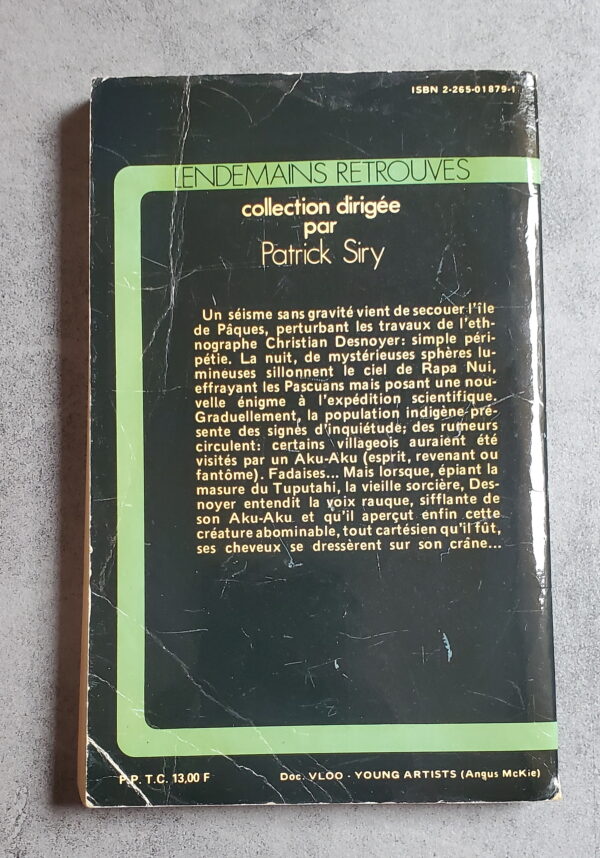 ISBN 2-265-01879-1
LENDEMAINS RETROUVES
collection dirigée
par
Patrick Siry
Un séisme sans gravité vient de secouer l'île
de Pâques, perturbant les travaux de l'eth-
nographe Christian Desnoyer: simple péri-
pétie. La nuit, de mystérieuses sphères lu-
mineuses sillonnent le ciel de Rapa Nui,
effrayant les Pascuans mais posant une nou-
velle énigme à l'expédition scientifique.
Graduellement, la population indigène pré-
sente des signes d'inquiétude; des rumeurs
circulent: certains villageois auraient été
visités par un Aku-Aku (esprit, revenant ou
fantôme). Fadaises... Mais lorsque, épiant la
masure du Tuputahi, la vieille sorcière, Des-
noyer entendit la voix rauque, sifflante de
son Aku-Aku et qu'il aperçut enfin cette
créature abominable, tout cartésien qu'il fût,
ses cheveux se dressèrent sur son crâne...
P.P. T.C. 13,00 F
Doc. VLOO - YOUNG ARTISTS (Angus McKie)